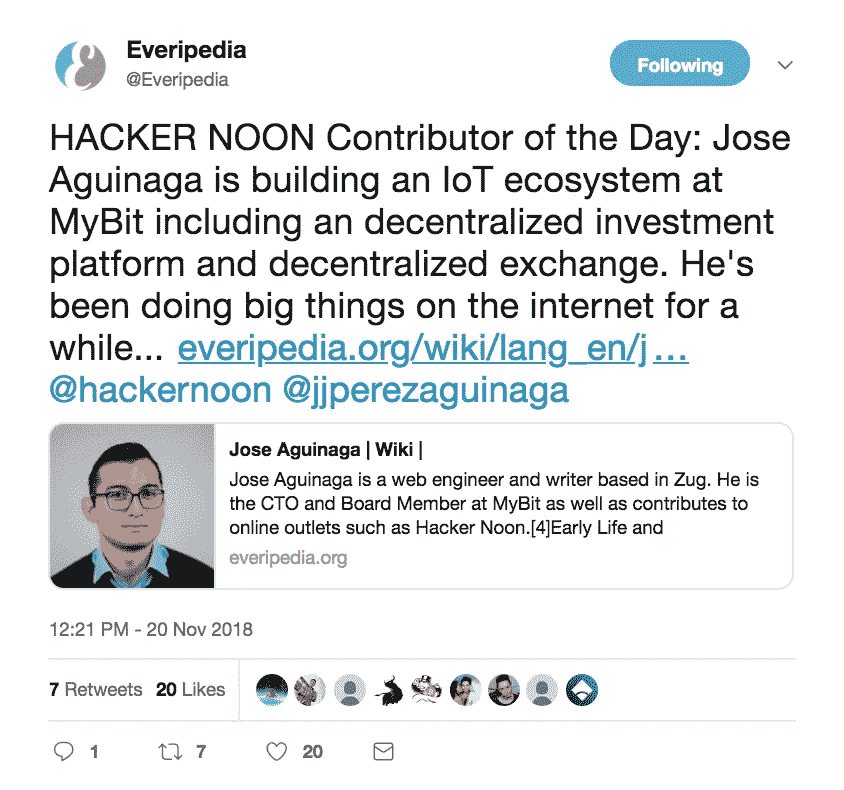 Everipedia
@Everipedia
Following
HACKER NOON Contributor of the Day: Jose
Aguinaga is building an IoT ecosystem at
MyBit including an decentralized investment
platform and decentralized exchange. He's
been doing big things on the internet for a
while... everipedia.org/wiki/lang_en/j...
@hackernoon @jjperezaguinaga
Jose Aguinaga | Wiki |
Jose Aguinaga is a web engineer and writer based in Zug. He is
the CTO and Board Member at MyBit as well as contributes to
online outlets such as Hacker Noon.[4]Early Life and
everipedia.org
12:21 PM - 20 Nov 2018
7 Retweets 20 Likes
1 7 20